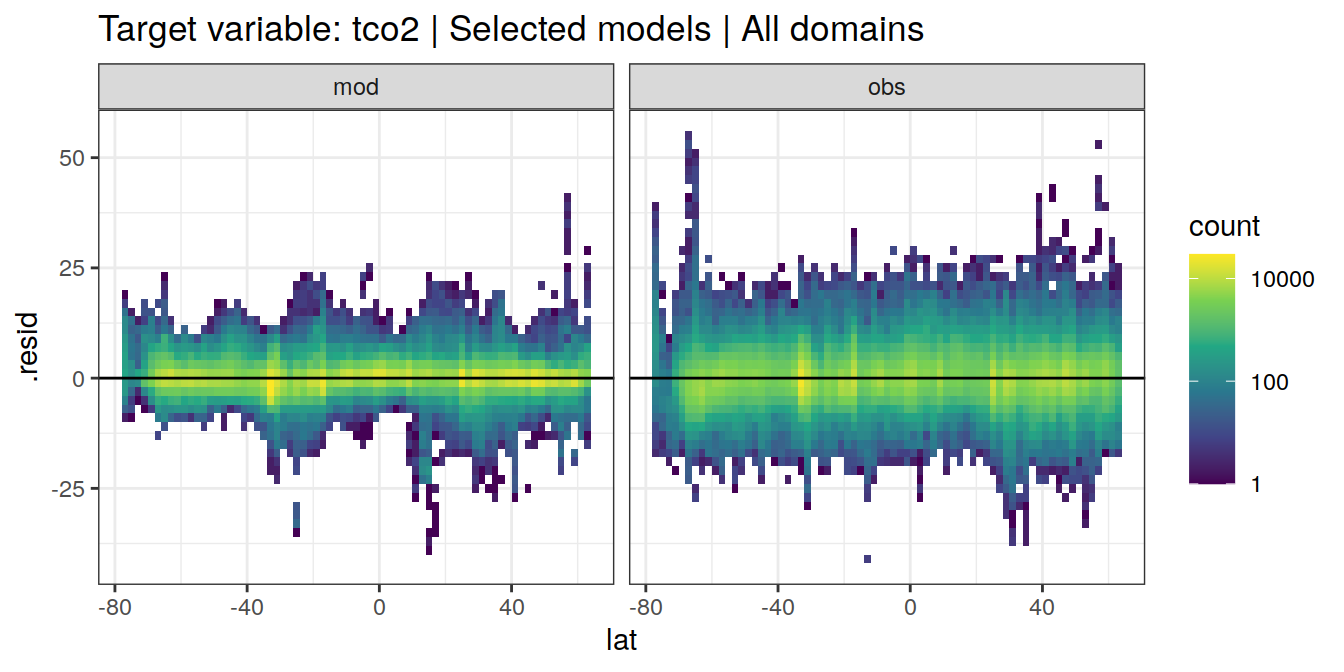 Target variable: tco2 | Selected models | All domains
mod obs
50
25
0
-25
.resid
-80 -40 0 40 -80 -40 0 40
lat
count
10000
100
1